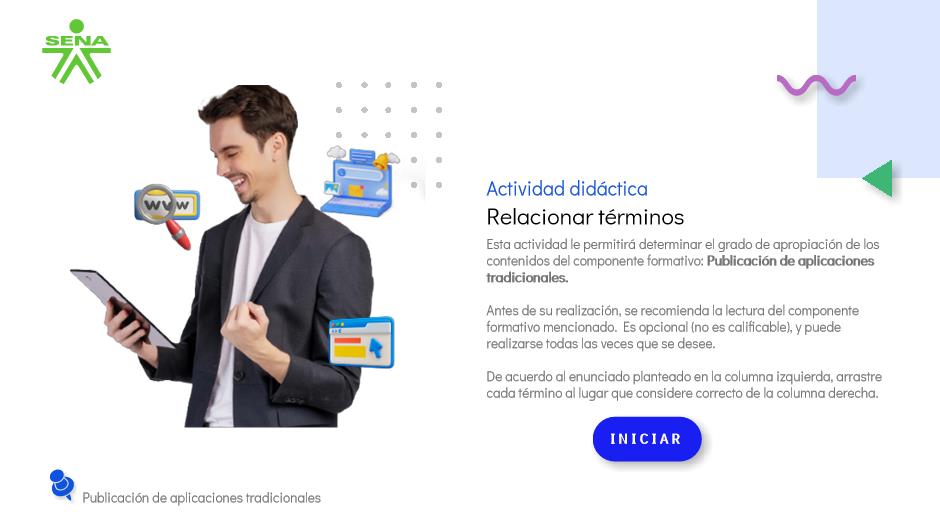 SENA
WWW
Actividad didáctica
Relacionar términos
Esta actividad le permitirá determinar el grado de apropiación de los
contenidos del componente formativo: Publicación de aplicaciones
tradicionales.
Antes de su realización, se recomienda la lectura del componente
formativo mencionado. Es opcional (no es calificable), y puede
realizarse todas las veces que se desee.
De acuerdo al enunciado planteado en la columna izquierda, arrastre
cada término al lugar que considere correcto de la columna derecha.
INICIAR
Publicación de aplicaciones tradicionales